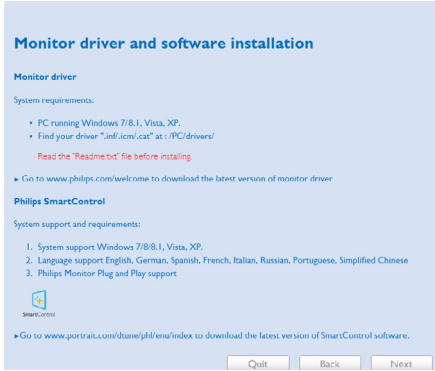 Monitor driver and software installation
Monitor driver
System requirements:
• PC running Windows 7/8.1, Vista, XP.
• Find your driver ".inf/.icm/.cat" at : /PC/drivers/
Read the "Readme.txt" file before installing.
▸ Go to www.philips.com/welcome to download the latest version of monitor driver
Philips SmartControl
System support and requirements:
1. System support Windows 7/8/8.1, Vista, XP.
2. Language support English, German, Spanish, French, Italian, Russian, Portuguese, Simplified Chinese
3. Philips Monitor Plug and Play support
SmartControl
▸Go to www.portrait.com/dtune/phl/enu/index to download the latest version of SmartControl software.
Quit Back Next